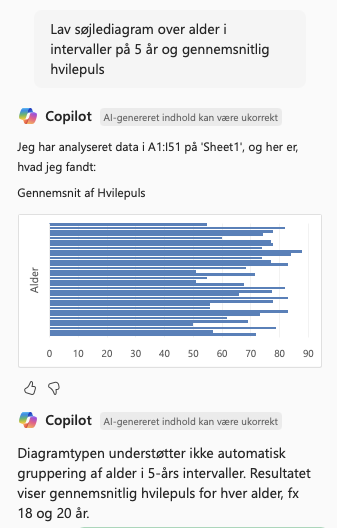 Lav søjlediagram over alder i
intervaller på 5 år og gennemsnitlig
hvilepuls
Copilot AI-genereret indhold kan være ukorrekt
Jeg har analyseret data i A1:I51 på 'Sheet1', og her er,
hvad jeg fandt:
Gennemsnit af Hvilepuls
Alder
0 10 20 30 40 50 60 70 80 90
Copilot AI-genereret indhold kan være ukorrekt
Diagramtypen understøtter ikke automatisk
gruppering af alder i 5-års intervaller. Resultatet
viser gennemsnitlig hvilepuls for hver alder, fx
18 og 20 år.